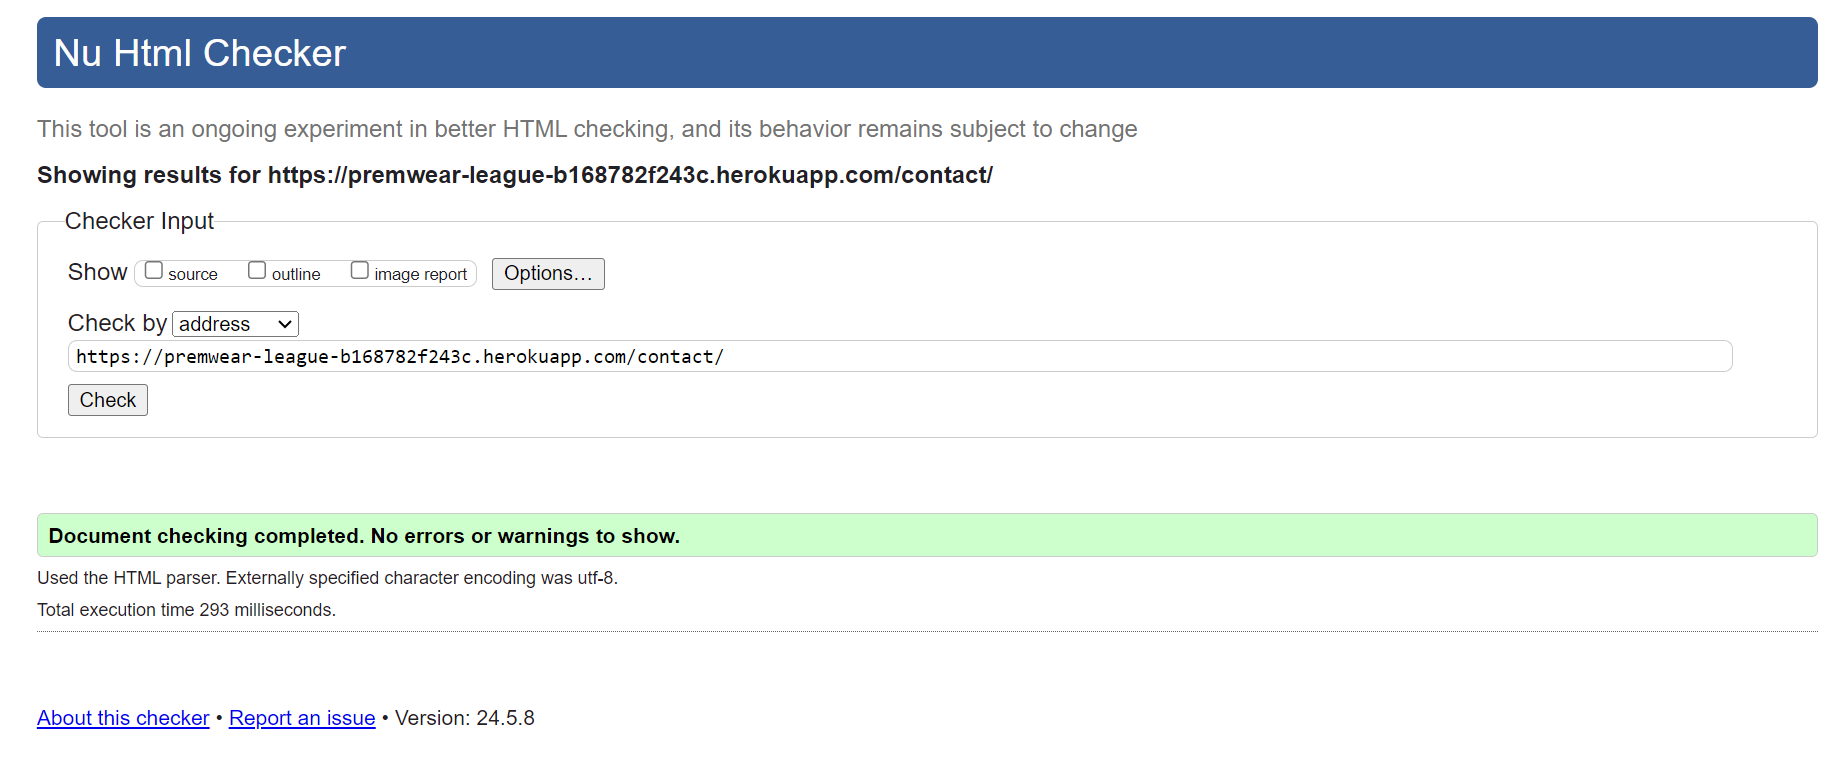 Nu Html Checker
This tool is an ongoing experiment in better HTML checking, and its behavior remains subject to change
Showing results for https://premwear-league-b168782f243c.herokuapp.com/contact/
Checker Input
Show source outline image report Options...
Check by address
https://premwear-league-b168782f243c.herokuapp.com/contact/
Check
Document checking completed. No errors or warnings to show.
Used the HTML parser. Externally specified character encoding was utf-8.
Total execution time 293 milliseconds.
About this checker • Report an issue • Version: 24.5.8